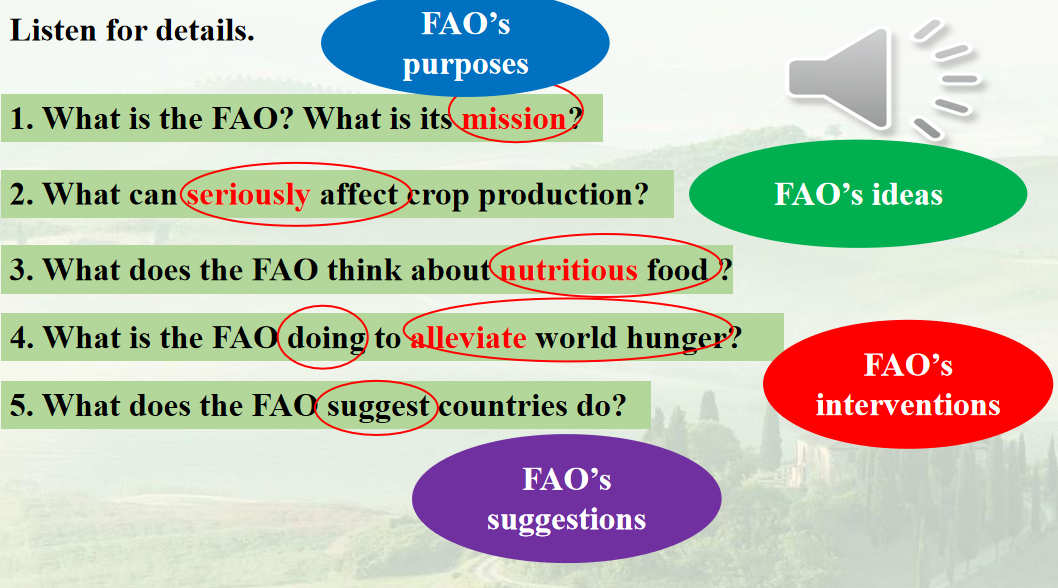 Listen for details.
FAO's
purposes
1. What is the FAO? What is its mission?
2. What can seriously affect crop production?
FAO's ideas
3. What does the FAO think about nutritious food ?
4. What is the FAO doing to alleviate world hunger?
FAO's
interventions
5. What does the FAO suggest countries do?
FAO's
suggestions